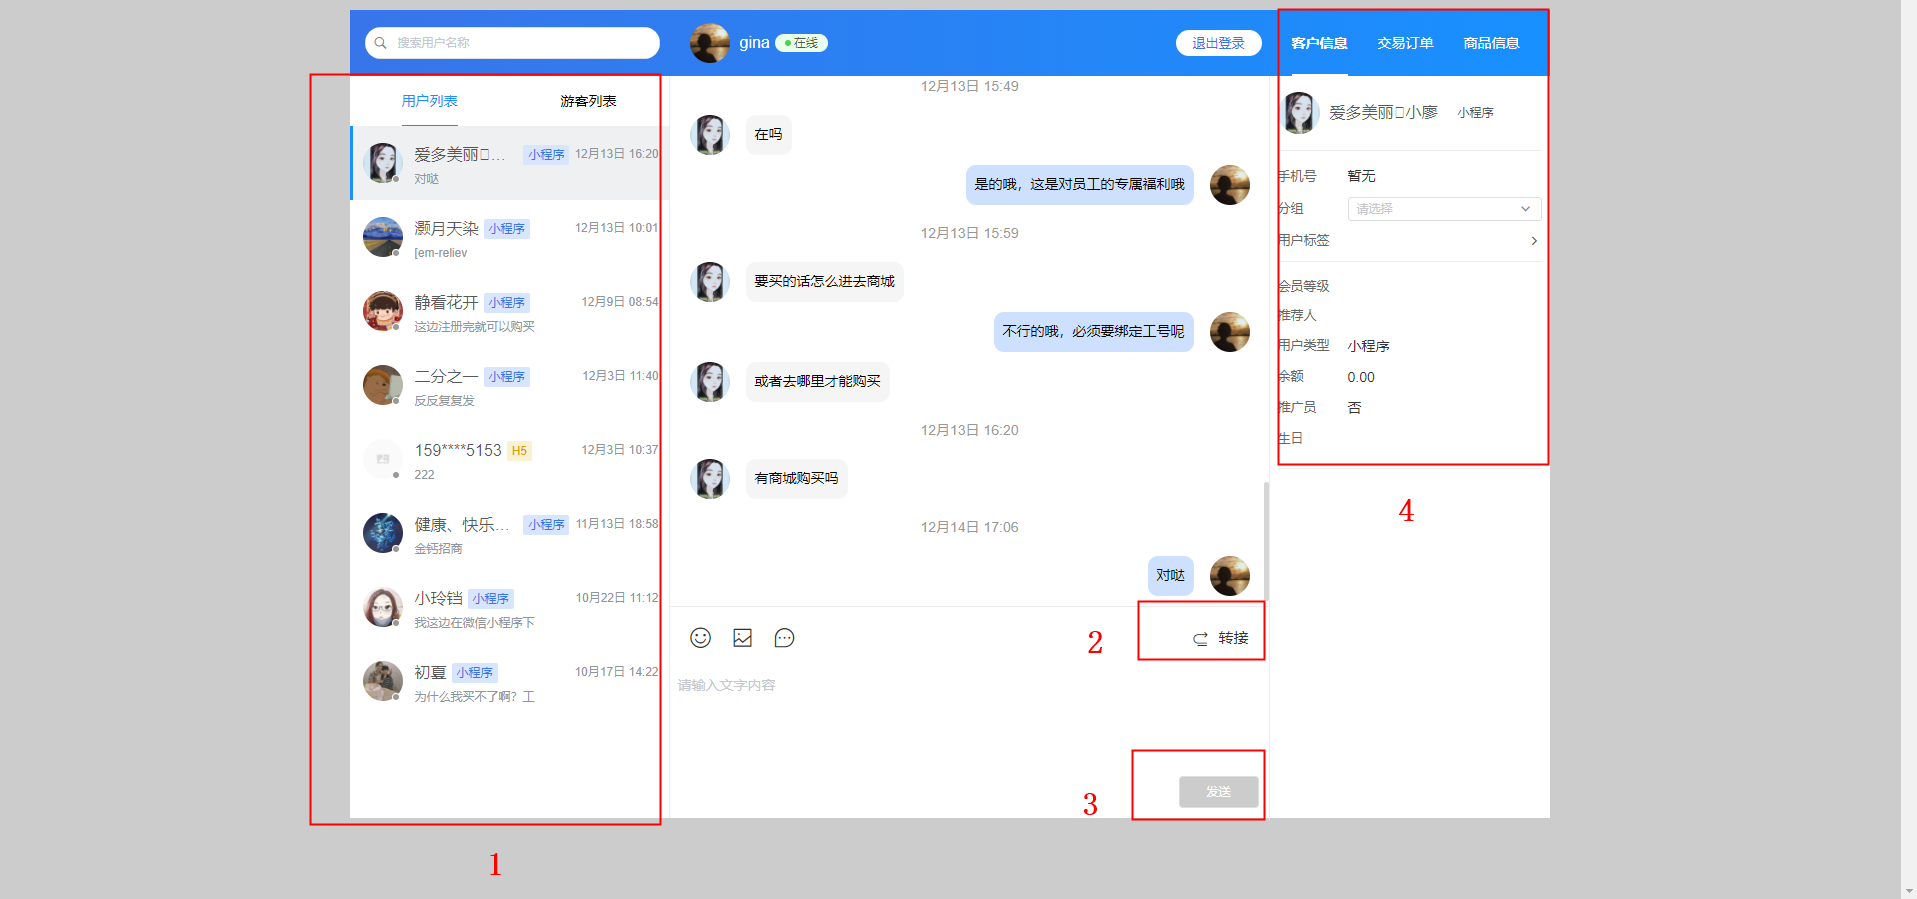 搜索用户名称
gina 在线
退出登录
客户信息 交易订单 商品信息
用户列表 游客列表
爱多美丽▯... 小程序 12月13日 16:20
对哒
灏月天染 小程序 12月13日 10:01
[em-reliev
静看花开 小程序 12月9日 08:54
这边注册完就可以购买
二分之一 小程序 12月3日 11:40
反反复复发
159****5153 H5 12月3日 10:37
222
健康、快乐... 小程序 11月13日 18:58
金钙招商
小玲铛 小程序 10月22日 11:12
我这边在微信小程序下
初夏 小程序 10月17日 14:22
为什么我买不了啊？工
1
12月13日 15:49
在吗
是的哦，这是对员工的专属福利哦
12月13日 15:59
要买的话怎么进去商城
不行的哦，必须要绑定工号呢
或者去哪里才能购买
12月13日 16:20
有商城购买吗
12月14日 17:06
对哒
2
转接
请输入文字内容
3
发送
爱多美丽▯小廖 小程序
手机号 暂无
分组 请选择
用户标签
会员等级
推荐人
用户类型 小程序
余额 0.00
推广员 否
生日
4